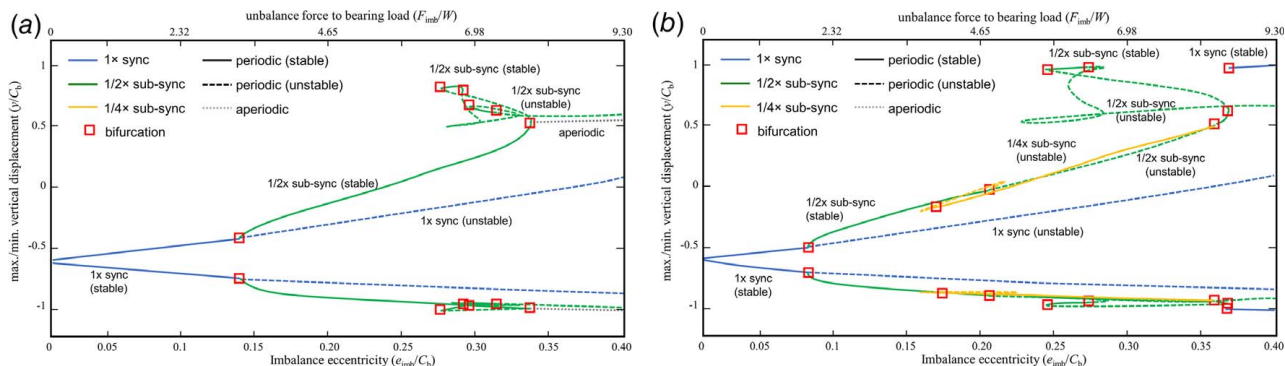 (a)
unbalance force to bearing load (Fimb/W)
0 2.32 4.65 6.98 9.30
1× sync
1/2× sub-sync
1/4× sub-sync
bifurcation
periodic (stable)
periodic (unstable)
aperiodic
1/2x sub-sync (stable)
1/2x sub-sync
(unstable)
aperiodic
1/2x sub-sync (stable)
1x sync (unstable)
1x sync
(stable)
max./min. vertical displacement (y/Cb)
1
0.5
0
-0.5
-1
0 0.05 0.1 0.15 0.20 0.25 0.30 0.35 0.40
Imbalance eccentricity (eimb/Cb)
(b)
unbalance force to bearing load (Fimb/W)
0 2.32 4.65 6.98 9.30
1× sync
1/2× sub-sync
1/4× sub-sync
bifurcation
periodic (stable)
periodic (unstable)
aperiodic
1/2x sub-sync (stable)
1x sync (stable)
1/2x sub-sync
(unstable)
1/4x sub-sync
(unstable)
1/2x sub-sync
(unstable)
1/2x sub-sync
(stable)
1x sync (unstable)
1x sync
(stable)
max./min. vertical displacement (y/Cb)
1
0.5
0
-0.5
-1
0 0.05 0.1 0.15 0.20 0.25 0.30 0.35 0.40
Imbalance eccentricity (eimb/Cb)